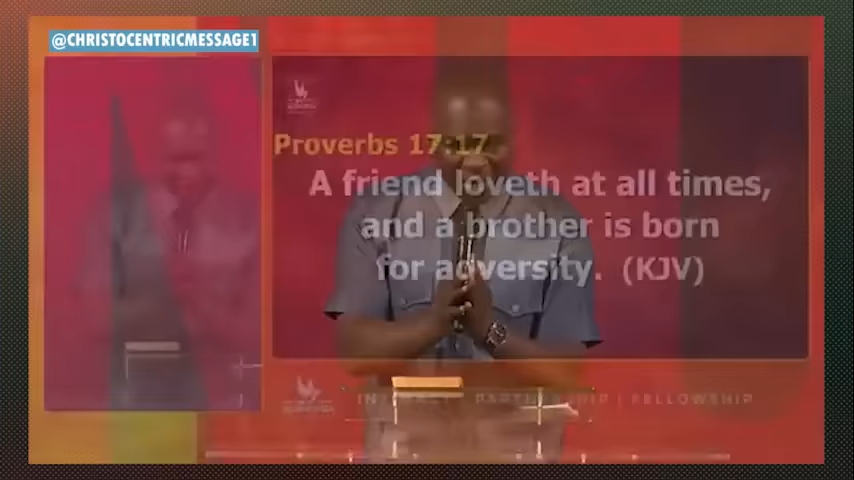 @CHRISTOCENTRICMESSAGE1
Proverbs 17:17
A friend loveth at all times,
and a brother is born
for adversity. (KJV)
PARTNERSHIP | FELLOWSHIP